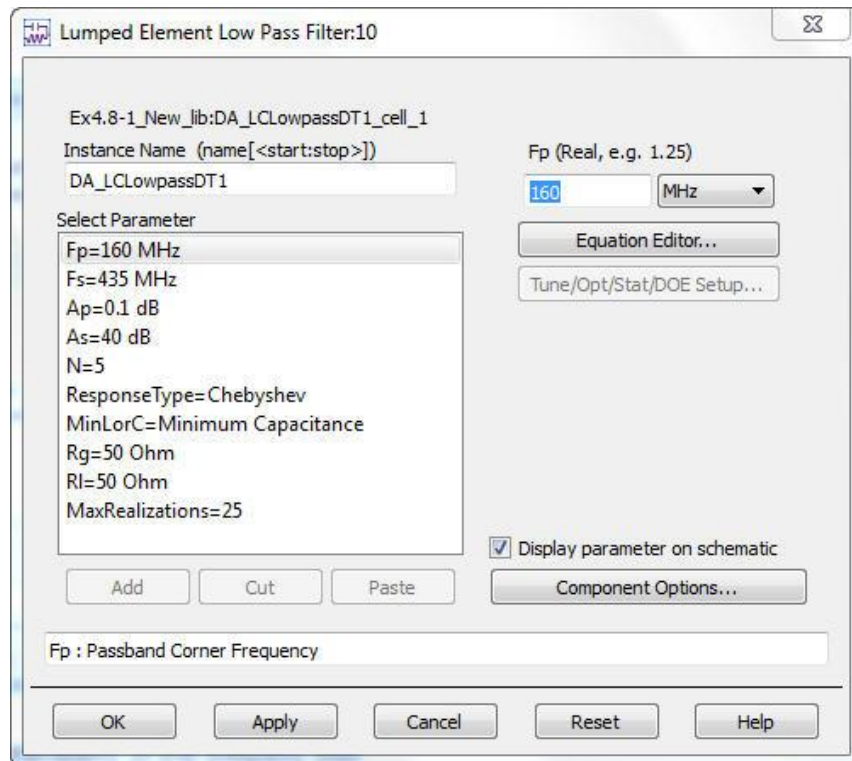 Lumped Element Low Pass Filter:10
Ex4.8-1_New_lib:DA_LCLowpassDT1_cell_1
Instance Name (name[<start:stop>])
DA_LCLowpassDT1
Fp (Real, e.g. 1.25)
160 MHz
Select Parameter
Fp=160 MHz
Fs=435 MHz
Ap=0.1 dB
As=40 dB
N=5
ResponseType=Chebyshev
MinLorC=Minimum Capacitance
Rg=50 Ohm
Rl=50 Ohm
MaxRealizations=25
Equation Editor...
Tune/Opt/Stat/DOE Setup...
Display parameter on schematic
Add Cut Paste Component Options...
Fp : Passband Corner Frequency
OK Apply Cancel Reset Help